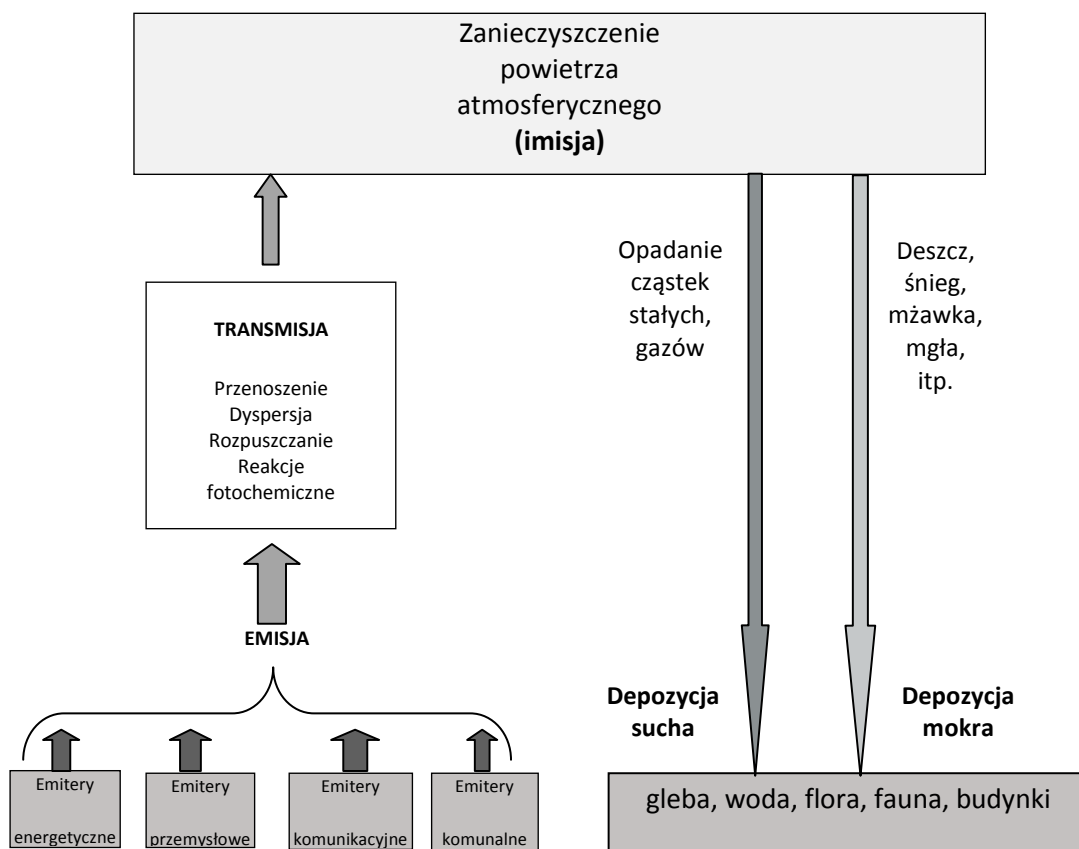 Zanieczyszczenie
powietrza
atmosferycznego
(imisja)
Opadanie
cząstek
stałych,
gazów
Deszcz,
śnieg,
mżawka,
mgła,
itp.
TRANSMISJA
Przenoszenie
Dyspersja
Rozpuszczanie
Reakcje
fotochemiczne
EMISJA
Depozycja
sucha
Depozycja
mokra
Emitery
energetyczne
Emitery
przemysłowe
Emitery
komunikacyjne
Emitery
komunalne
gleba, woda, flora, fauna, budynki